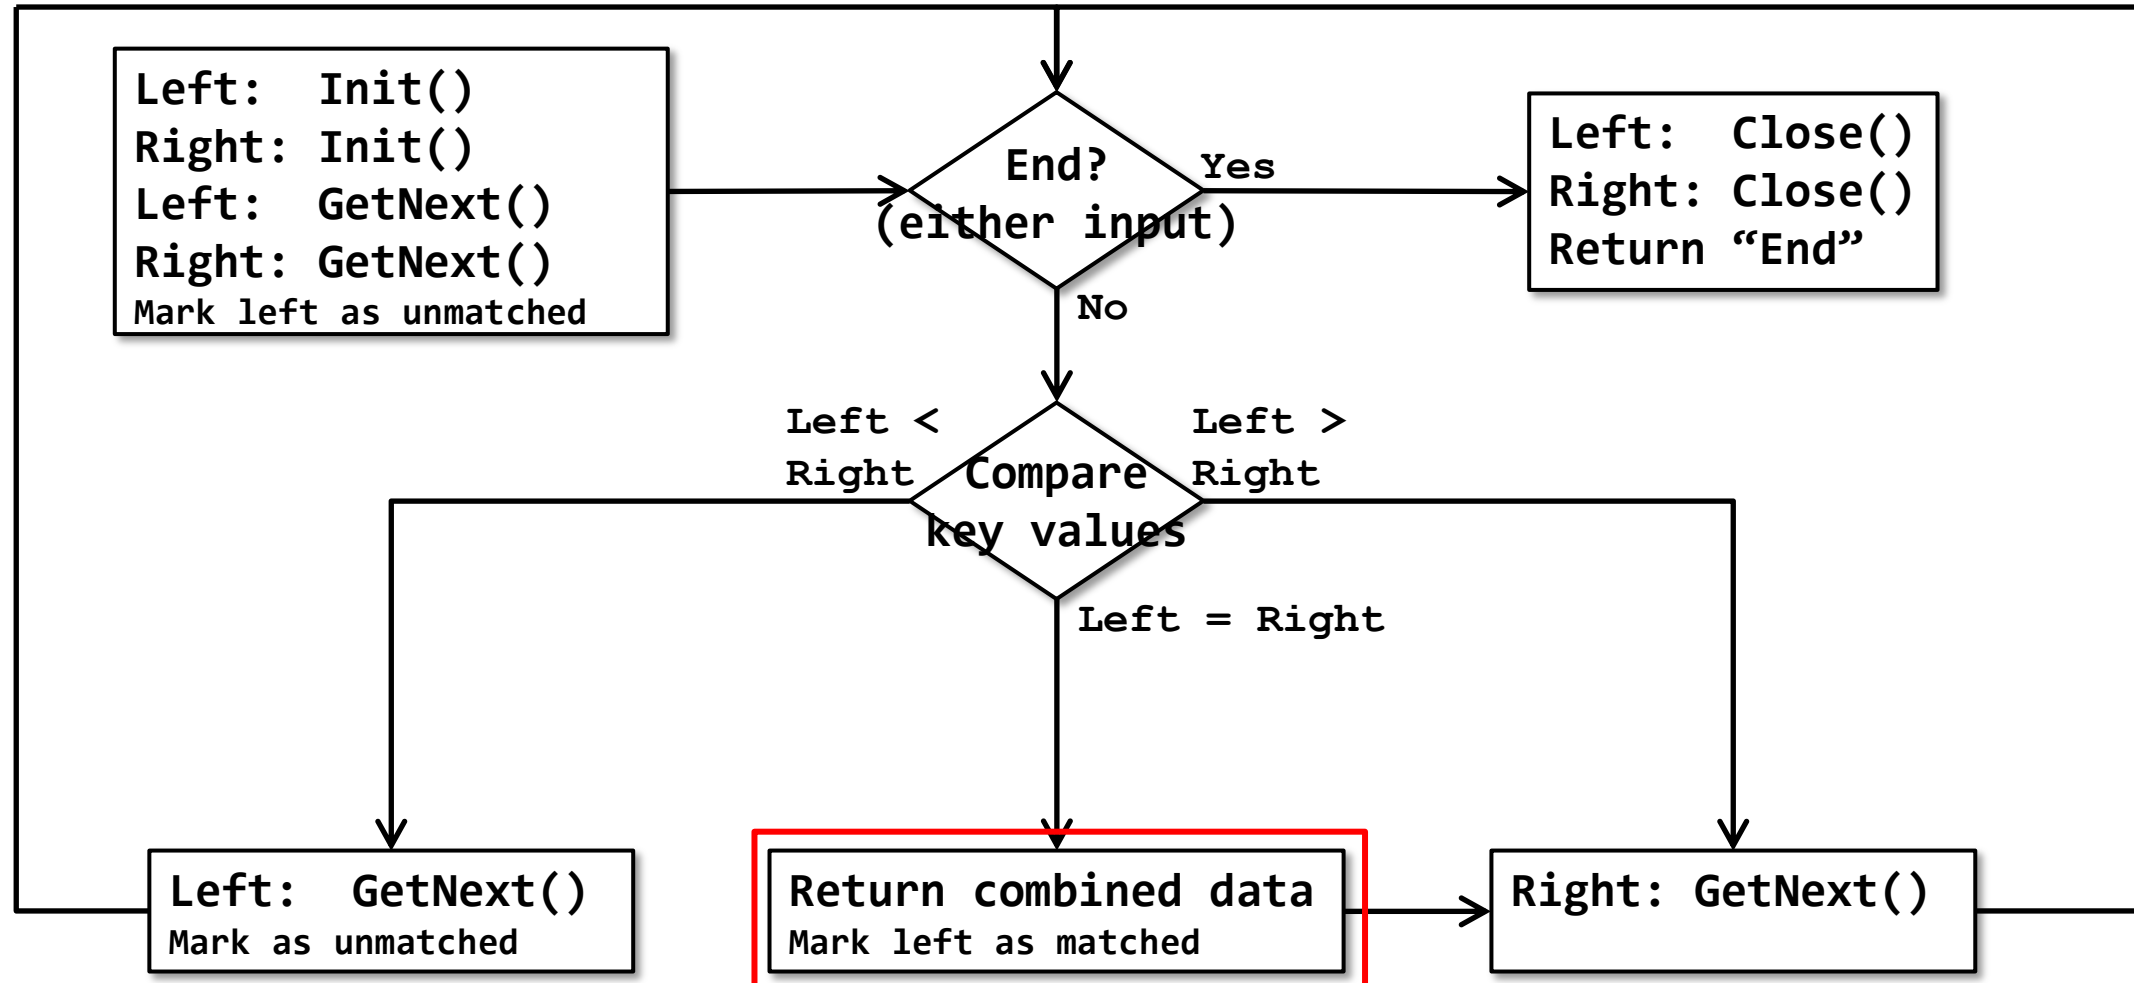 Left:  Init()
Right: Init()
Left:  GetNext()
Right: GetNext()
Mark left as unmatched
End?
(either input)
Yes
Left:  Close()
Right: Close()
Return “End”
No
Left <
Right
Compare
key values
Left >
Right
Left = Right
Left:  GetNext()
Mark as unmatched
Return combined data
Mark left as matched
Right: GetNext()